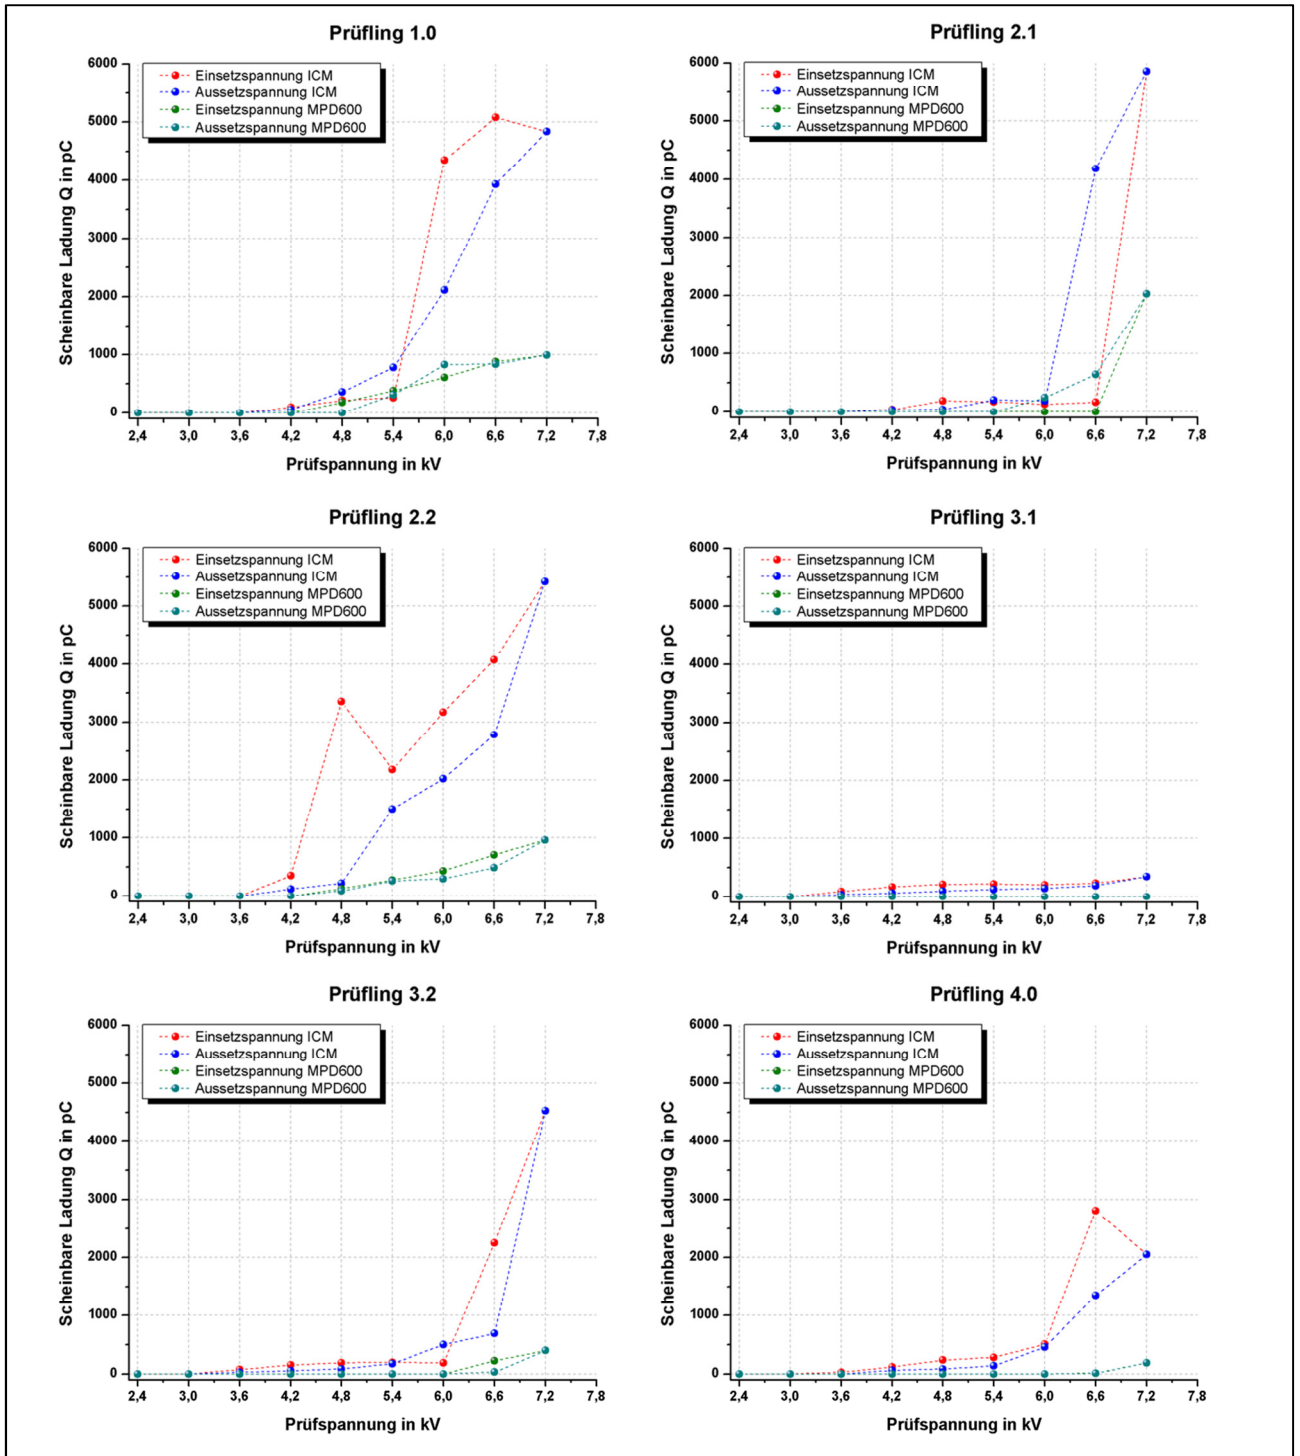 Prüfling 1.0
Scheinbare Ladung Q in pC
6000
5000
4000
3000
2000
1000
0
Einsetzspannung ICM
Aussetzspannung ICM
Einsetzspannung MPD600
Aussetzspannung MPD600
2,4 3,0 3,6 4,2 4,8 5,4 6,0 6,6 7,2 7,8
Prüfspannung in kV
Prüfling 2.1
Scheinbare Ladung Q in pC
6000
5000
4000
3000
2000
1000
0
Einsetzspannung ICM
Aussetzspannung ICM
Einsetzspannung MPD600
Aussetzspannung MPD600
2,4 3,0 3,6 4,2 4,8 5,4 6,0 6,6 7,2 7,8
Prüfspannung in kV
Prüfling 2.2
Scheinbare Ladung Q in pC
6000
5000
4000
3000
2000
1000
0
Einsetzspannung ICM
Aussetzspannung ICM
Einsetzspannung MPD600
Aussetzspannung MPD600
2,4 3,0 3,6 4,2 4,8 5,4 6,0 6,6 7,2 7,8
Prüfspannung in kV
Prüfling 3.1
Scheinbare Ladung Q in pC
6000
5000
4000
3000
2000
1000
0
Einsetzspannung ICM
Aussetzspannung ICM
Einsetzspannung MPD600
Aussetzspannung MPD600
2,4 3,0 3,6 4,2 4,8 5,4 6,0 6,6 7,2 7,8
Prüfspannung in kV
Prüfling 3.2
Scheinbare Ladung Q in pC
6000
5000
4000
3000
2000
1000
0
Einsetzspannung ICM
Aussetzspannung ICM
Einsetzspannung MPD600
Aussetzspannung MPD600
2,4 3,0 3,6 4,2 4,8 5,4 6,0 6,6 7,2 7,8
Prüfspannung in kV
Prüfling 4.0
Scheinbare Ladung Q in pC
6000
5000
4000
3000
2000
1000
0
Einsetzspannung ICM
Aussetzspannung ICM
Einsetzspannung MPD600
Aussetzspannung MPD600
2,4 3,0 3,6 4,2 4,8 5,4 6,0 6,6 7,2 7,8
Prüfspannung in kV